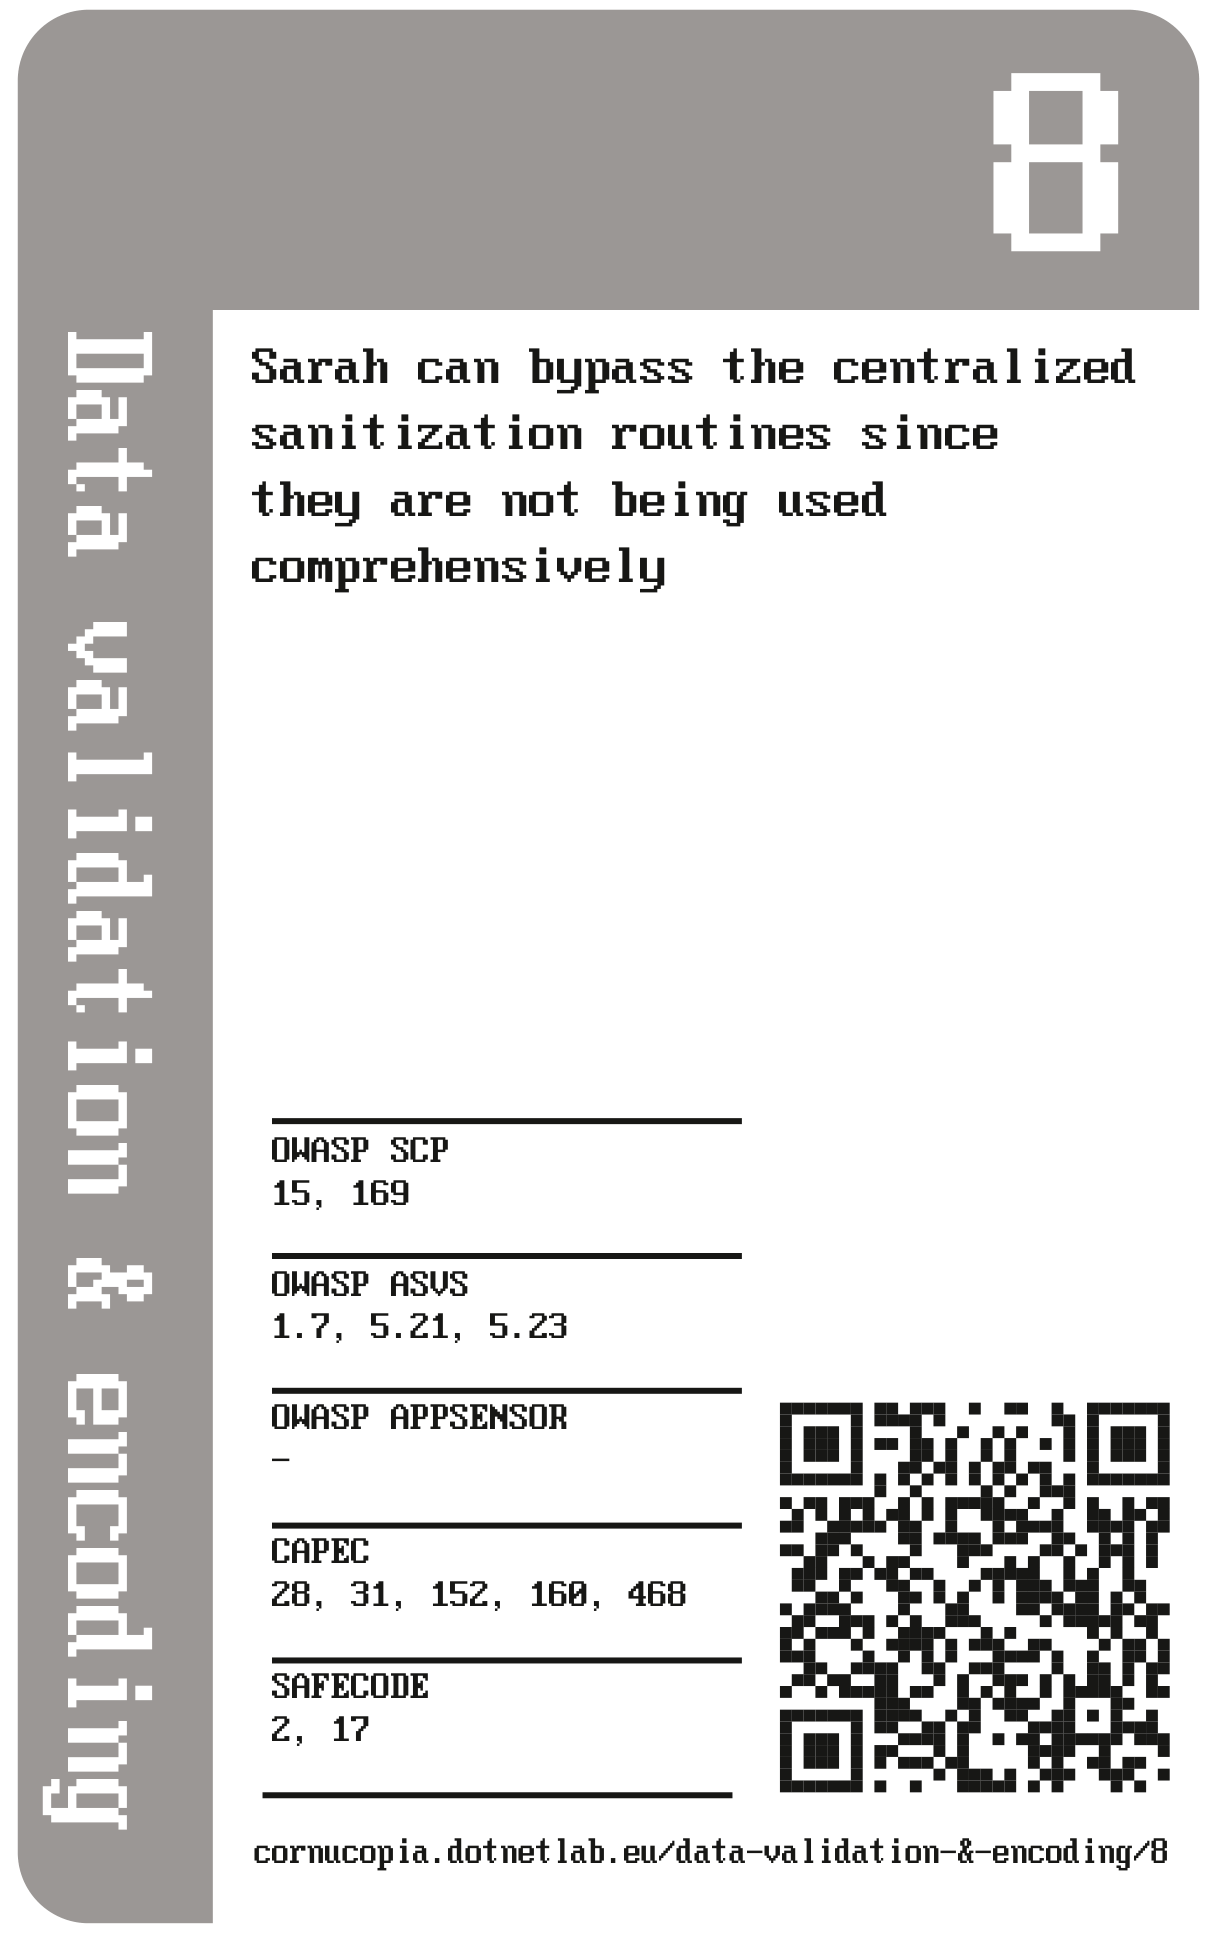 8
Data validation & encoding
Sarah can bypass the centralized
sanitization routines since
they are not being used
comprehensively
OWASP SCP
15, 169
OWASP ASVS
1.7, 5.21, 5.23
OWASP APPSENSOR
-
CAPEC
28, 31, 152, 160, 468
SAFECODE
2, 17
cornucopia.dotnetlab.eu/data-validation-&-encoding/8